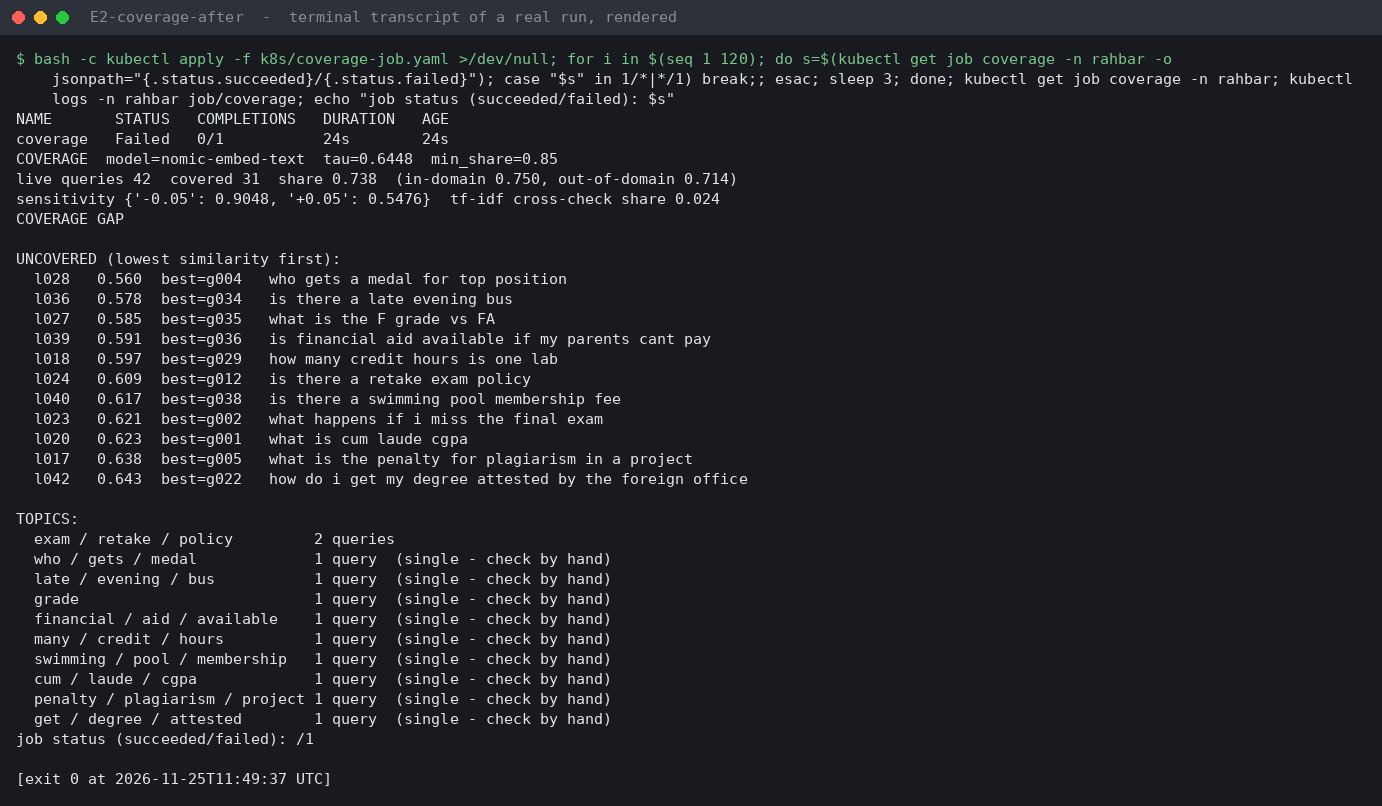 E2-coverage-after  -  terminal transcript of a real run, rendered
$ bash -c kubectl apply -f k8s/coverage-job.yaml >/dev/null; for i in $(seq 1 120); do s=$(kubectl get job coverage -n rahbar -o
    jsonpath="{.status.succeeded}/{.status.failed}"); case "$s" in 1/*|*/1) break;; esac; sleep 3; done; kubectl get job coverage -n rahbar; kubectl
    logs -n rahbar job/coverage; echo "job status (succeeded/failed): $s"
NAME       STATUS   COMPLETIONS   DURATION   AGE
coverage   Failed   0/1           24s        24s
COVERAGE  model=nomic-embed-text  tau=0.6448  min_share=0.85
live queries 42  covered 31  share 0.738  (in-domain 0.750, out-of-domain 0.714)
sensitivity {'-0.05': 0.9048, '+0.05': 0.5476}  tf-idf cross-check share 0.024
COVERAGE GAP

UNCOVERED (lowest similarity first):
  l028   0.560  best=g004   who gets a medal for top position
  l036   0.578  best=g034   is there a late evening bus
  l027   0.585  best=g035   what is the F grade vs FA
  l039   0.591  best=g036   is financial aid available if my parents cant pay
  l018   0.597  best=g029   how many credit hours is one lab
  l024   0.609  best=g012   is there a retake exam policy
  l040   0.617  best=g038   is there a swimming pool membership fee
  l023   0.621  best=g002   what happens if i miss the final exam
  l020   0.623  best=g001   what is cum laude cgpa
  l017   0.638  best=g005   what is the penalty for plagiarism in a project
  l042   0.643  best=g022   how do i get my degree attested by the foreign office

TOPICS:
  exam / retake / policy         2 queries
  who / gets / medal             1 query  (single - check by hand)
  late / evening / bus           1 query  (single - check by hand)
  grade                          1 query  (single - check by hand)
  financial / aid / available    1 query  (single - check by hand)
  many / credit / hours          1 query  (single - check by hand)
  swimming / pool / membership   1 query  (single - check by hand)
  cum / laude / cgpa             1 query  (single - check by hand)
  penalty / plagiarism / project 1 query  (single - check by hand)
  get / degree / attested        1 query  (single - check by hand)
job status (succeeded/failed): /1

[exit 0 at 2026-11-25T11:49:37 UTC]